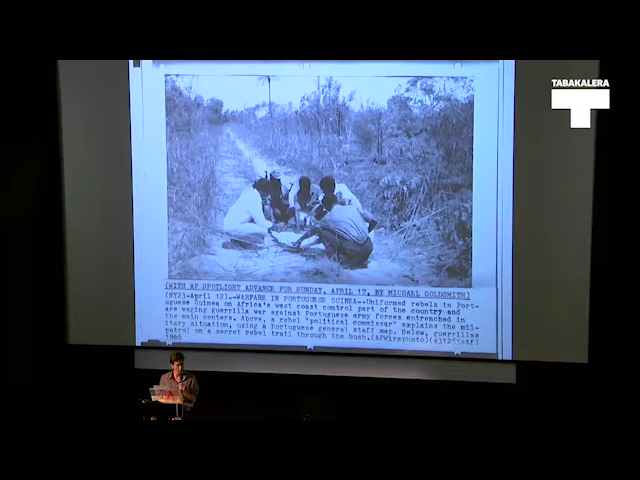 TABAKALERA
T
(WITH AP SPOTLIGHT ADVANCE FOR SUNDAY, APRIL 17, BY MICHAEL GOLDSMITH)
(NY23-April 12)--WARFARE IN PORTUGUESE GUINEA--Uniformed rebels in Port-
uguese Guinea on Africa's west coast control part of the country and
are waging guerrilla war against Portuguese army forces entrenched in
the main centers. Above, a rebel "political commissar" explains the mil-
itary situation, using a Portuguese general staff map. Below, guerrillas
patrol on a secret rebel trail through the bush. (APWirephoto)
1966